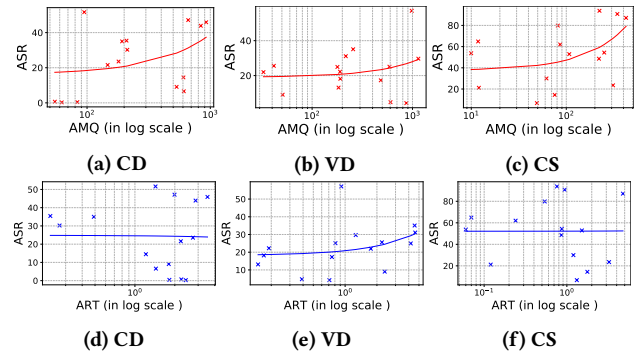 ASR
40
20
0
10²
10³
AMQ (in log scale )
(a) CD
ASR
40
20
0
10²
10³
AMQ (in log scale )
(b) VD
ASR
80
60
40
20
0
10¹
10²
AMQ (in log scale )
(c) CS
ASR
50
40
30
20
10
0
10⁰
ART (in log scale )
(d) CD
ASR
50
40
30
20
10
10⁰
ART (in log scale )
(e) VD
ASR
80
60
40
20
0
10⁻¹
10⁰
ART (in log scale )
(f) CS